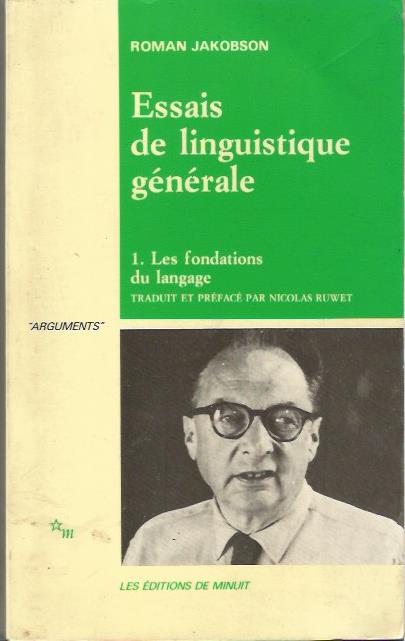 ROMAN JAKOBSON
Essais
de linguistique
générale
1. Les fondations
du langage
TRADUIT ET PRÉFACÉ PAR NICOLAS RUWET
"ARGUMENTS"
m
LES ÉDITIONS DE MINUIT